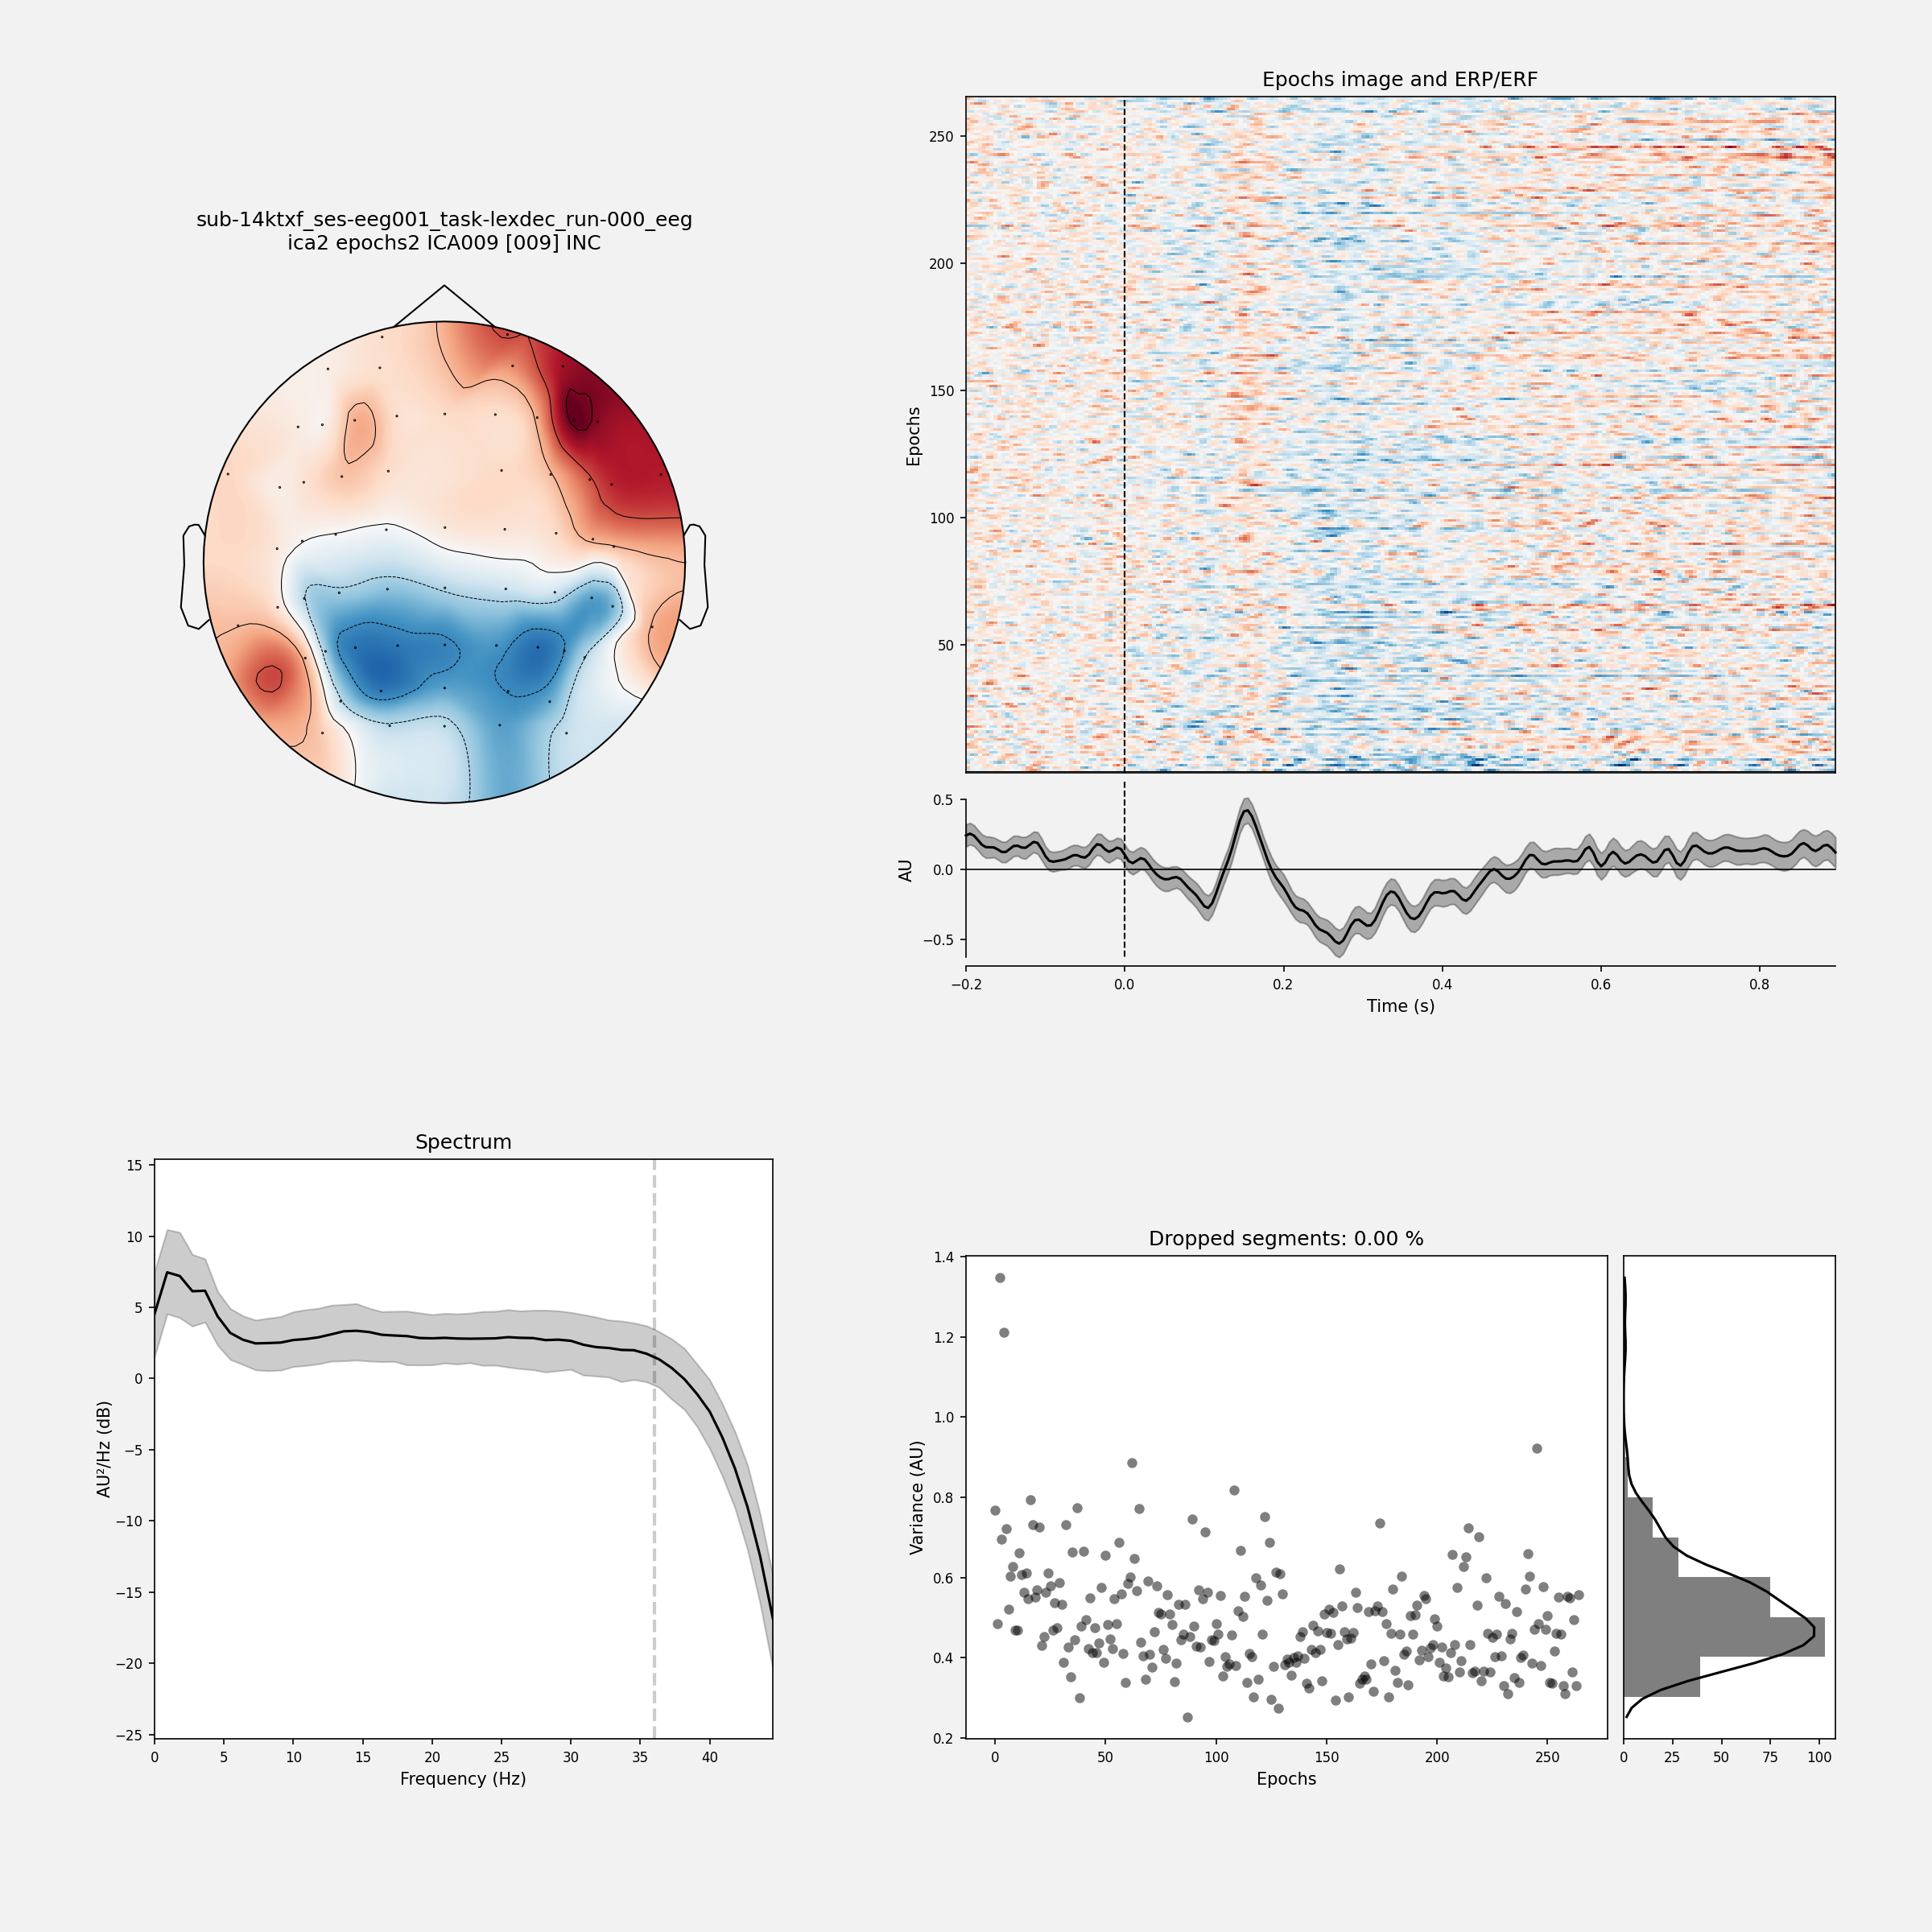 sub-14ktxf_ses-eeg001_task-lexdec_run-000_eeg
ica2 epochs2 ICA009 [009] INC
Epochs image and ERP/ERF
Epochs
250
200
150
100
50
AU
0.5
0.0
−0.5
−0.2 0.0 0.2 0.4 0.6 0.8
Time (s)
Spectrum
AU²/Hz (dB)
15
10
5
0
−5
−10
−15
−20
−25
0 5 10 15 20 25 30 35 40
Frequency (Hz)
Dropped segments: 0.00 %
Variance (AU)
1.4
1.2
1.0
0.8
0.6
0.4
0.2
0 50 100 150 200 250
Epochs
0 25 50 75 100